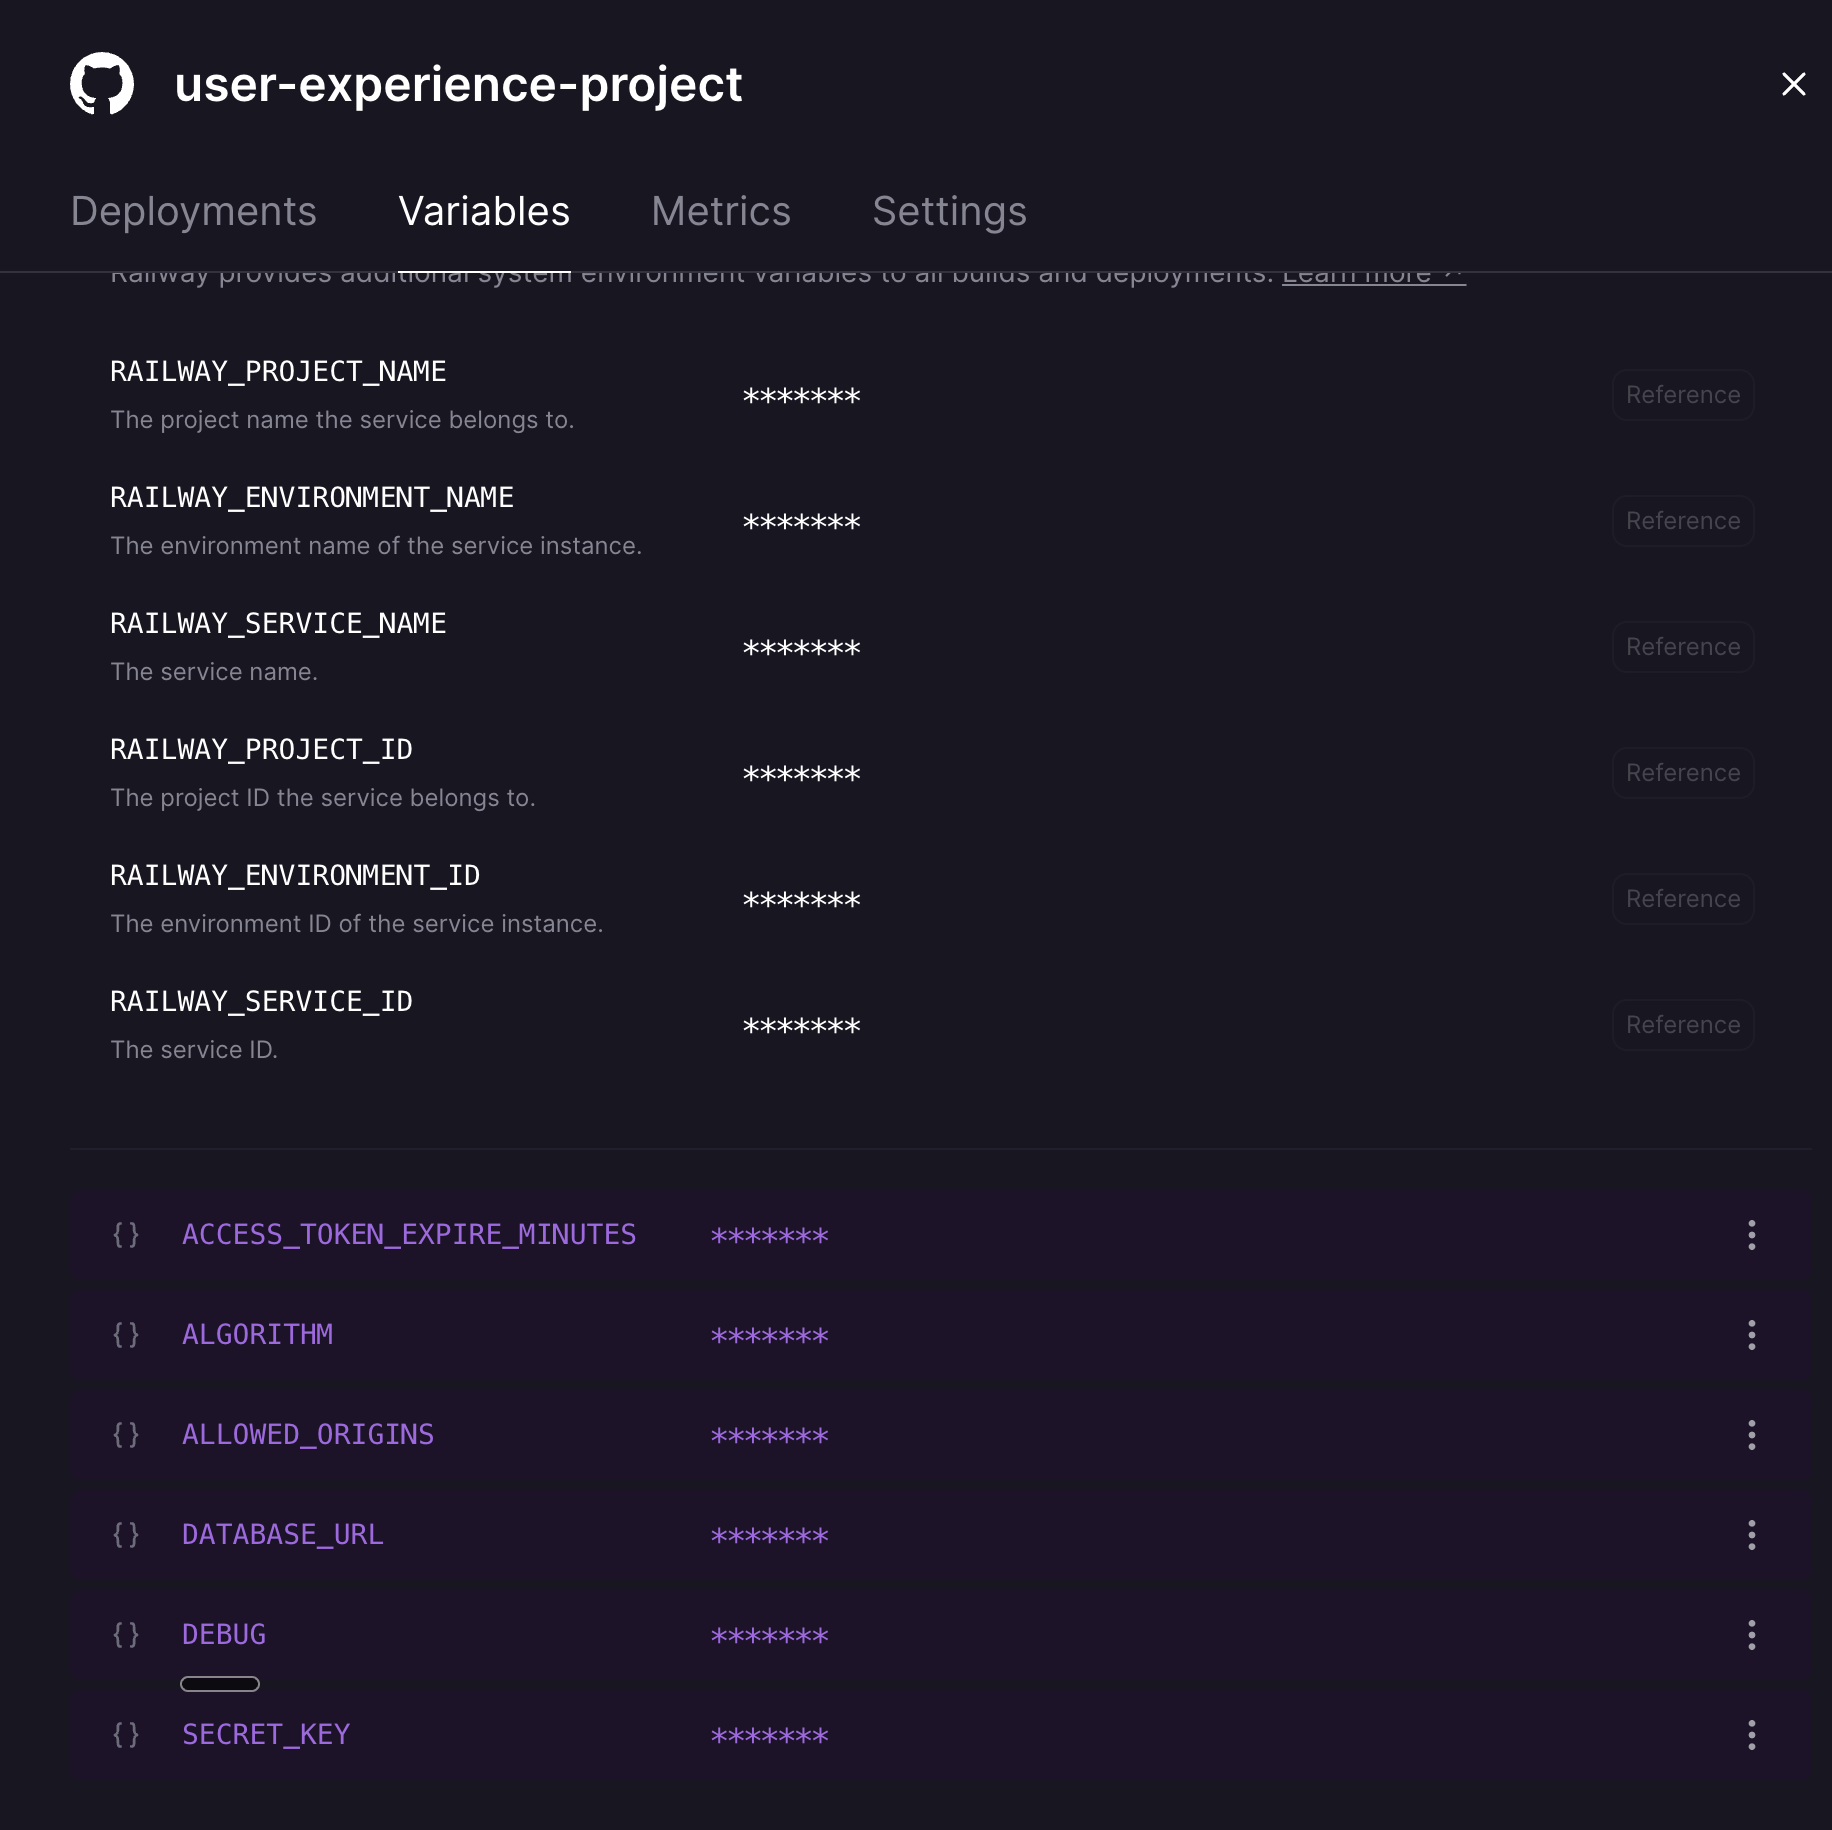 user-experience-project
Deployments Variables Metrics Settings
Railway provides additional system environment variables to all builds and deployments. Learn more ↗
RAILWAY_PROJECT_NAME
The project name the service belongs to.
******* Reference
RAILWAY_ENVIRONMENT_NAME
The environment name of the service instance.
******* Reference
RAILWAY_SERVICE_NAME
The service name.
******* Reference
RAILWAY_PROJECT_ID
The project ID the service belongs to.
******* Reference
RAILWAY_ENVIRONMENT_ID
The environment ID of the service instance.
******* Reference
RAILWAY_SERVICE_ID
The service ID.
******* Reference
{} ACCESS_TOKEN_EXPIRE_MINUTES *******
{} ALGORITHM *******
{} ALLOWED_ORIGINS *******
{} DATABASE_URL *******
{} DEBUG *******
{} SECRET_KEY *******